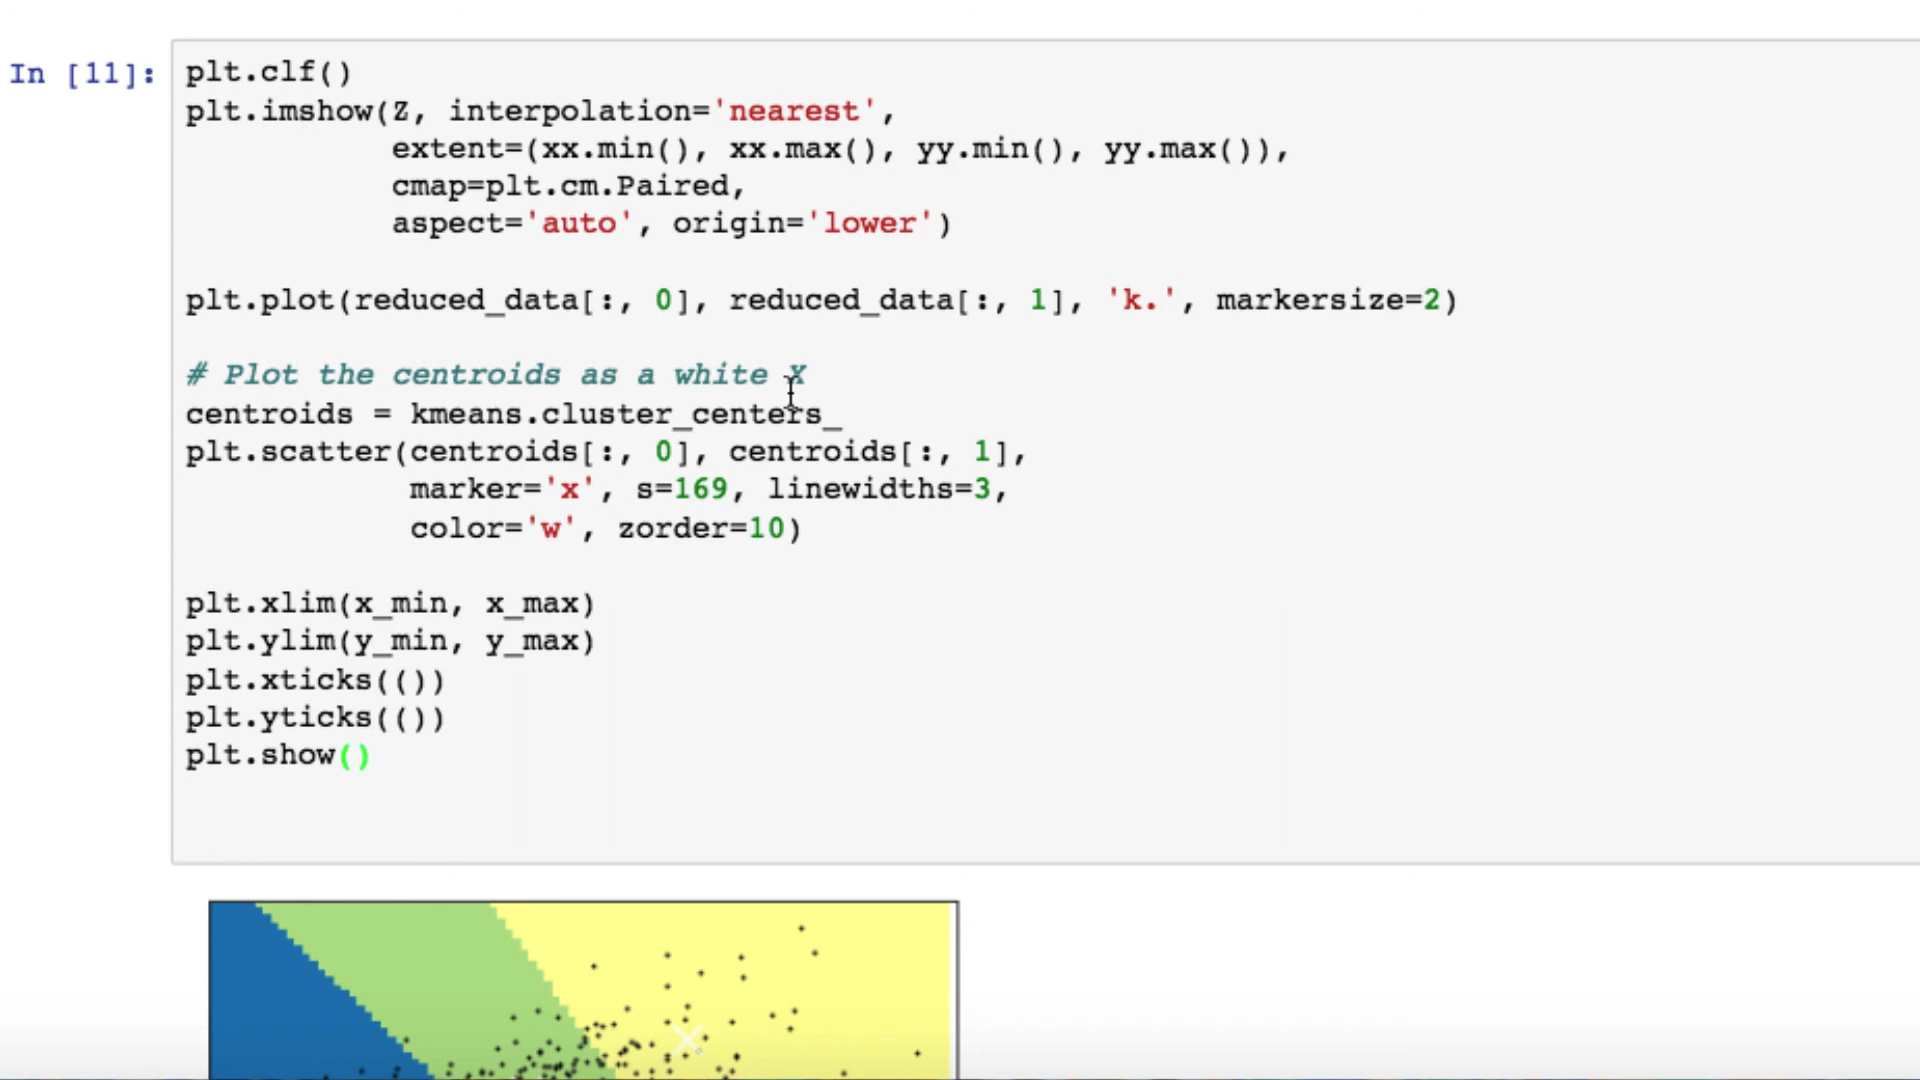 In [11]:
plt.clf()
plt.imshow(Z, interpolation='nearest',
           extent=(xx.min(), xx.max(), yy.min(), yy.max()),
           cmap=plt.cm.Paired,
           aspect='auto', origin='lower')
plt.plot(reduced_data[:, 0], reduced_data[:, 1], 'k.', markersize=2)
# Plot the centroids as a white X
centroids = kmeans.cluster_centers_
plt.scatter(centroids[:, 0], centroids[:, 1],
            marker='x', s=169, linewidths=3,
            color='w', zorder=10)
plt.xlim(x_min, x_max)
plt.ylim(y_min, y_max)
plt.xticks(())
plt.yticks(())
plt.show()